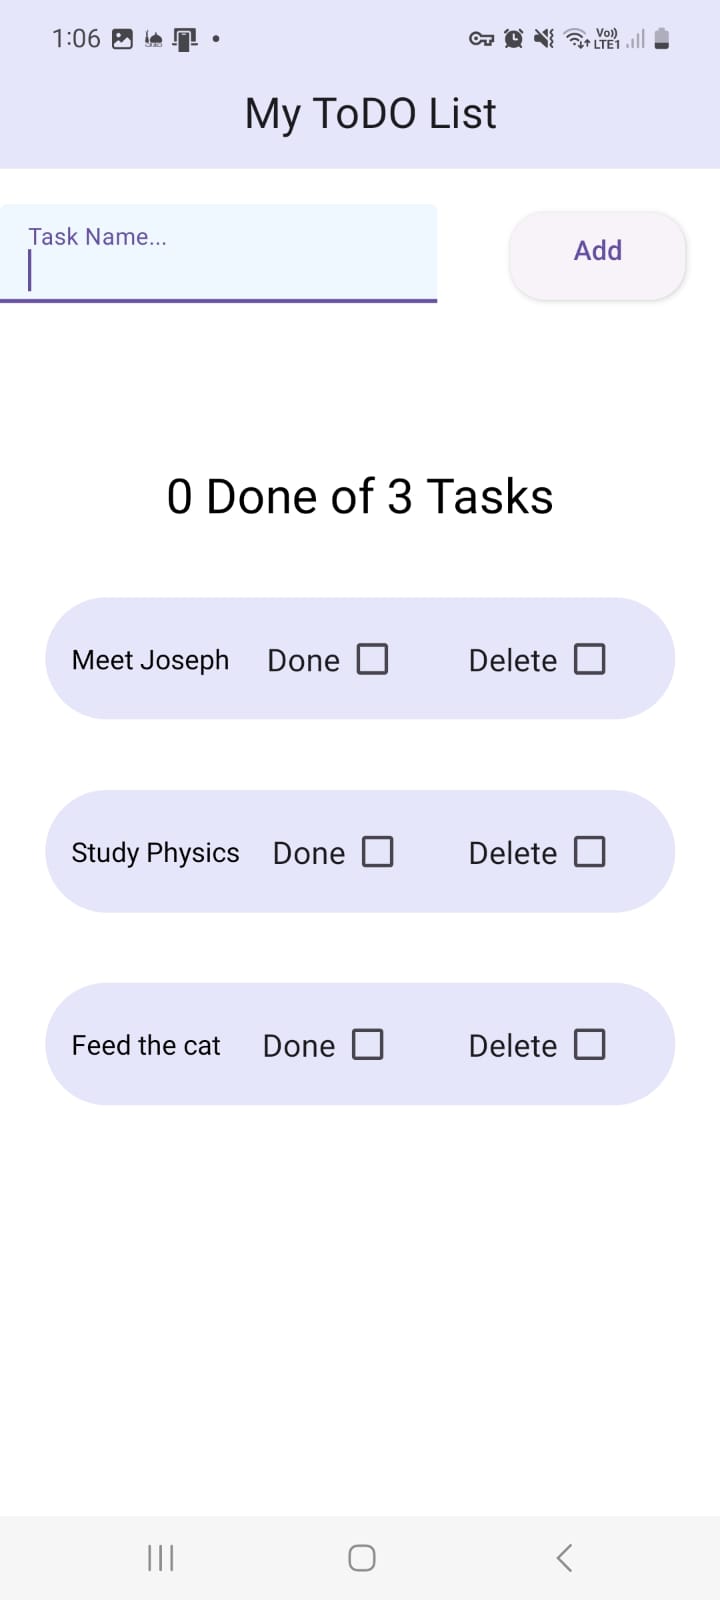 1:06 Vo)) LTE1
My ToDO List
Task Name...
Add
0 Done of 3 Tasks
Meet Joseph Done Delete
Study Physics Done Delete
Feed the cat Done Delete